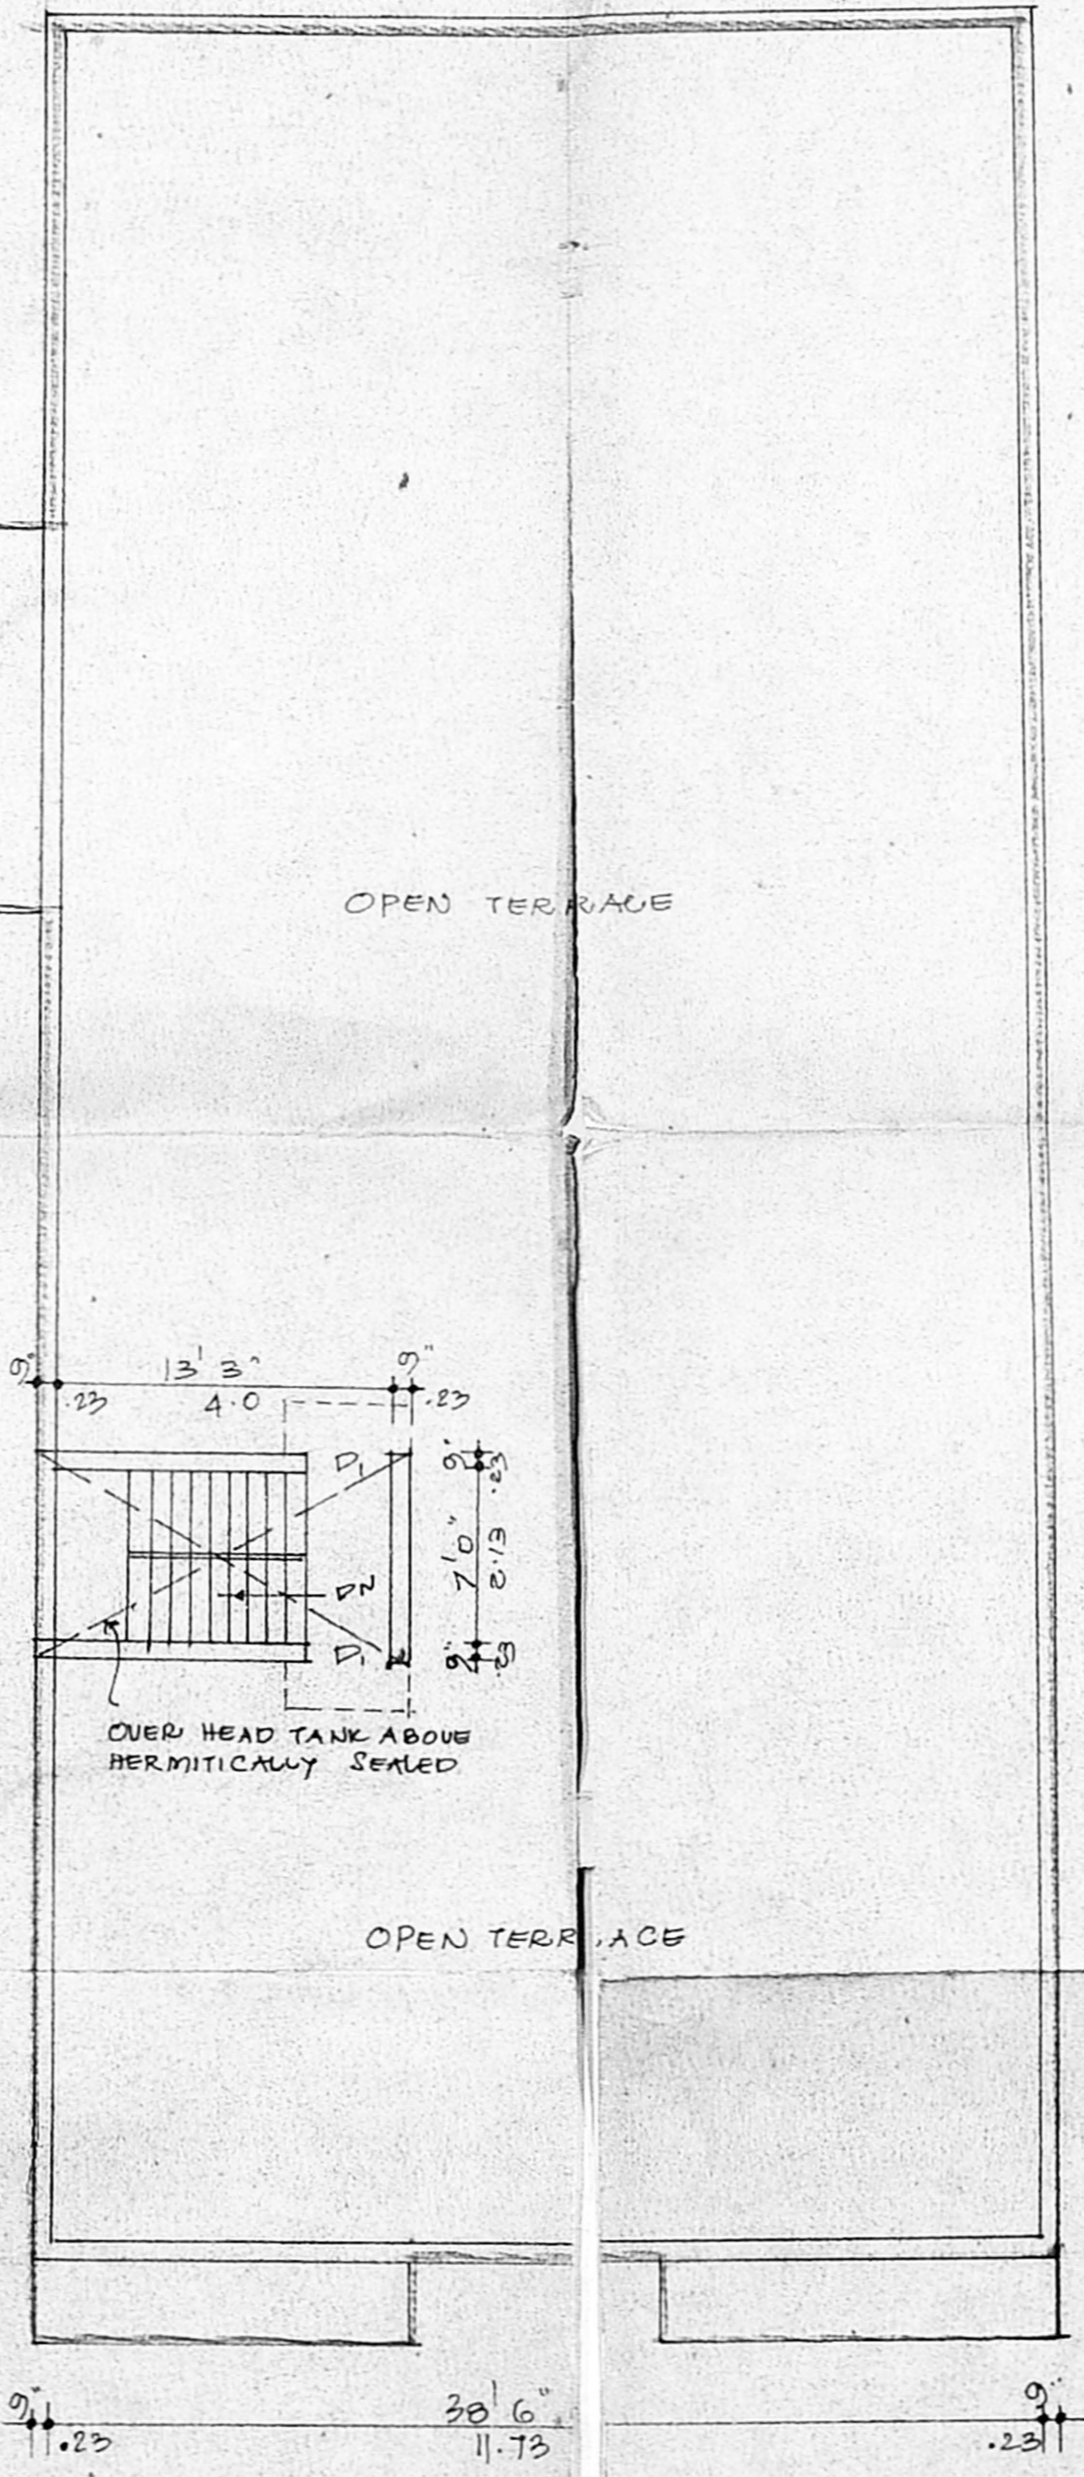 OPEN TERRACE
9"
13' 3"
9"
.23
4.0
.23
D1
9"
.23
7'0"
2.13
DN
D1
9"
.23
OVER HEAD TANK ABOVE
HERMITICALLY SEALED
OPEN TERRACE
9"
38' 6"
9"
.23
11.73
.23